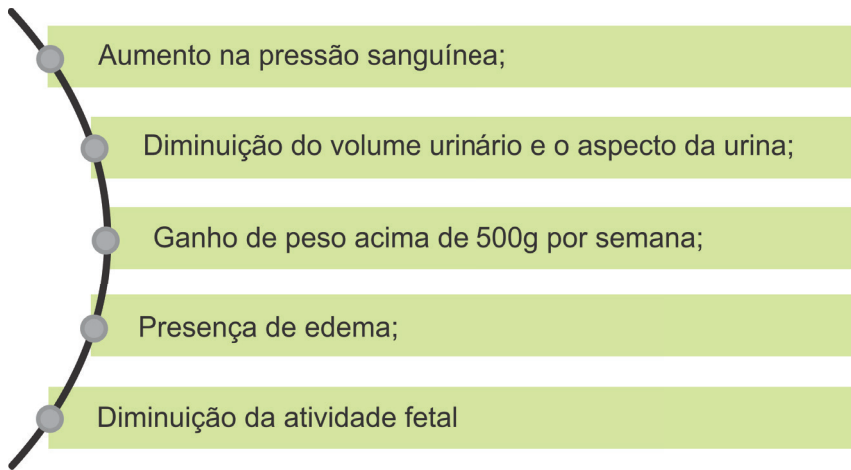 Aumento na pressão sanguínea;
Diminuição do volume urinário e o aspecto da urina;
Ganho de peso acima de 500g por semana;
Presença de edema;
Diminuição da atividade fetal